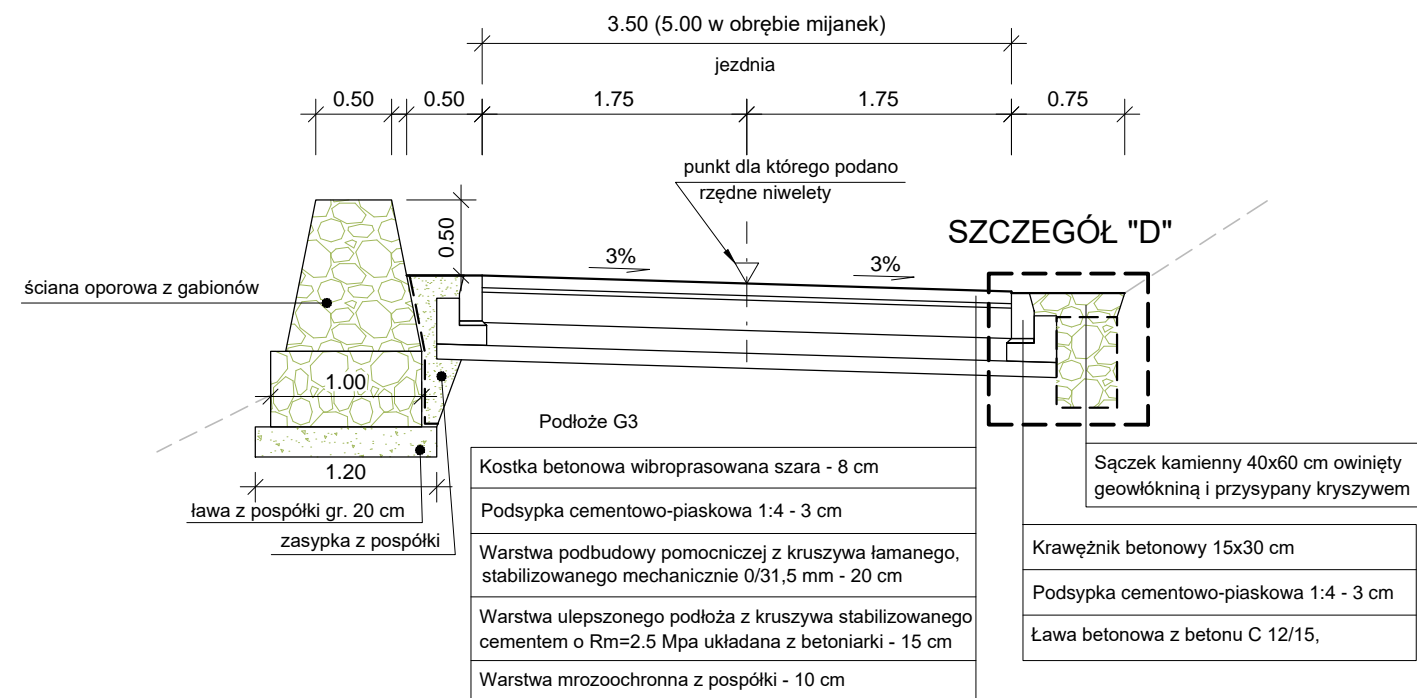 3.50 (5.00 w obrębie mijanek)
jezdnia
0.50
0.50
1.75
1.75
0.75
punkt dla którego podano
rzędne niwelety
SZCZEGÓŁ "D"
0.50
3%
3%
ściana oporowa z gabionów
1.00
Podłoże G3
1.20
ława z pospółki gr. 20 cm
zasypka z pospółki
Kostka betonowa wibroprasowana szara - 8 cm
Podsypka cementowo-piaskowa 1:4 - 3 cm
Warstwa podbudowy pomocniczej z kruszywa łamanego,
stabilizowanego mechanicznie 0/31,5 mm - 20 cm
Warstwa ulepszonego podłoża z kruszywa stabilizowanego
cementem o Rm=2.5 Mpa układana z betoniarki - 15 cm
Warstwa mrozoochronna z pospółki - 10 cm
Sączek kamienny 40x60 cm owinięty
geowłókniną i przysypany kryszywem
Krawężnik betonowy 15x30 cm
Podsypka cementowo-piaskowa 1:4 - 3 cm
Ława betonowa z betonu C 12/15,